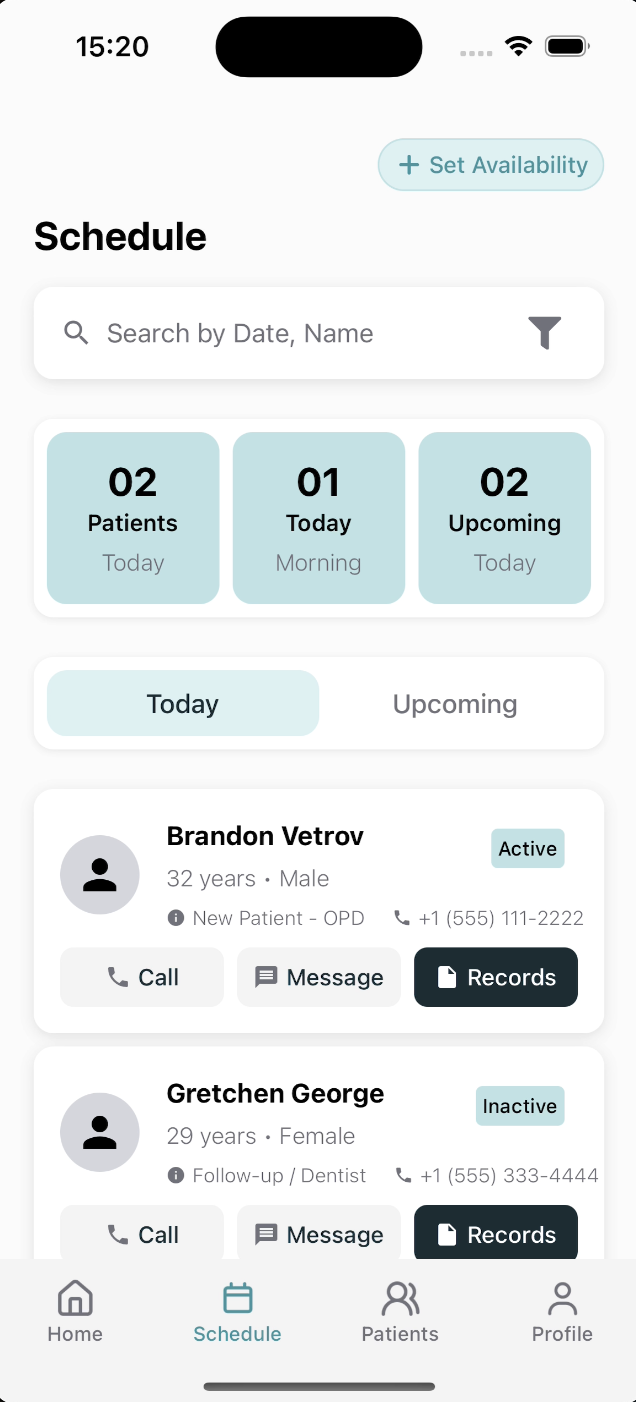 15:20
+ Set Availability
Schedule
Search by Date, Name
02 01 02
Patients Today Upcoming
Today Morning Today
Today Upcoming
Brandon Vetrov Active
32 years • Male
New Patient - OPD +1 (555) 111-2222
Call Message Records
Gretchen George Inactive
29 years • Female
Follow-up / Dentist +1 (555) 333-4444
Call Message Records
Home Schedule Patients Profile